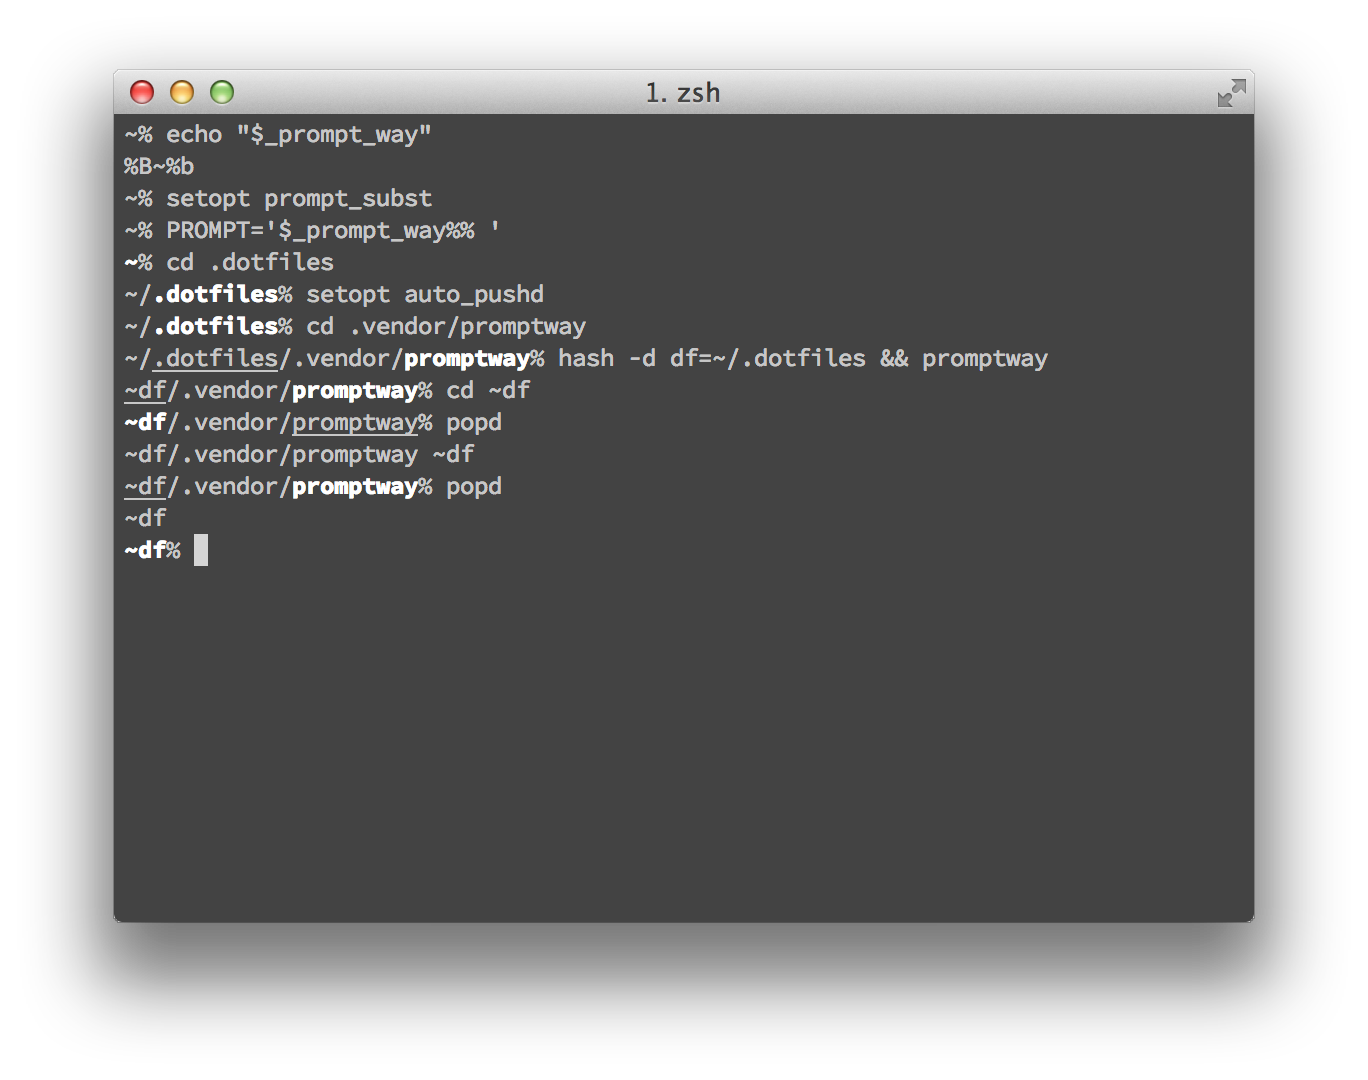 1. zsh
~% echo "$_prompt_way"
%B~%b
~% setopt prompt_subst
~% PROMPT='$_prompt_way%% '
~% cd .dotfiles
~/.dotfiles% setopt auto_pushd
~/.dotfiles% cd .vendor/promptway
~/.dotfiles/.vendor/promptway% hash -d df=~/.dotfiles && promptway
~df/.vendor/promptway% cd ~df
~df/.vendor/promptway% popd
~df/.vendor/promptway ~df
~df/.vendor/promptway% popd
~df
~df%